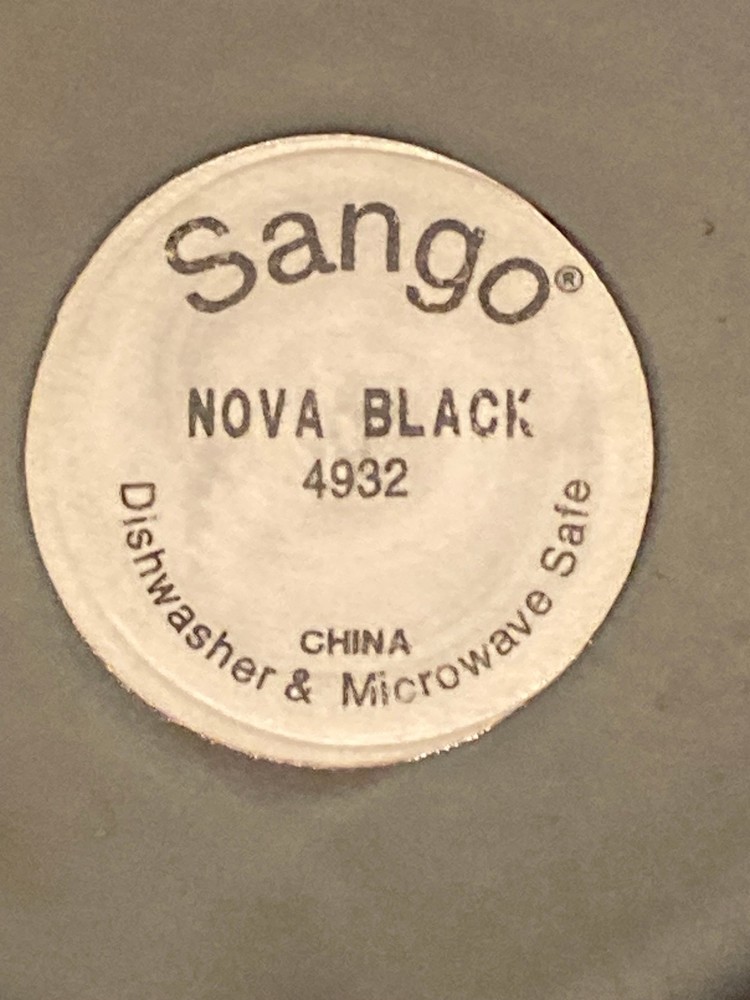 Sango®
NOVA BLACK
4932
CHINA
Dishwasher & Microwave Safe